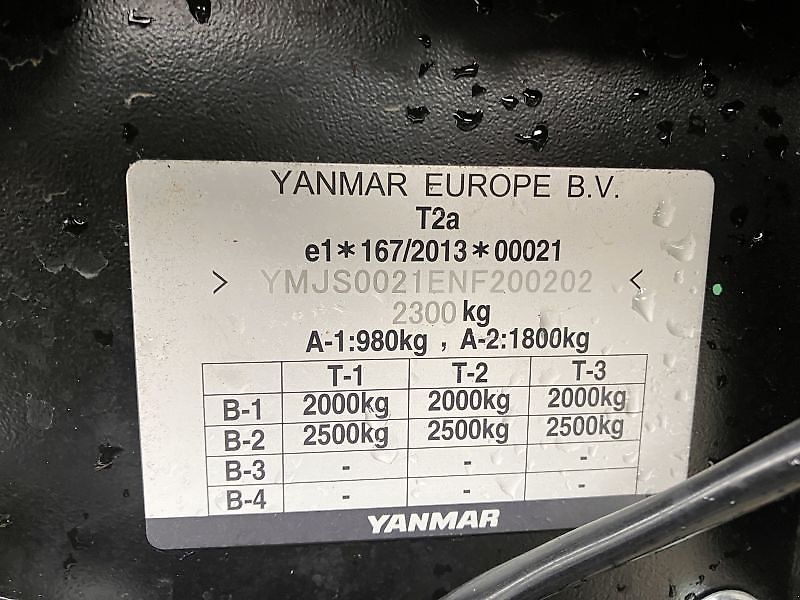 YANMAR EUROPE B.V.
T2a
e1*167/2013*00021
> YMJS0021ENF200202 <
2300 kg
A-1:980kg , A-2:1800kg
T-1 T-2 T-3
B-1 2000kg 2000kg 2000kg
B-2 2500kg 2500kg 2500kg
B-3 - - -
B-4 - - -
YANMAR